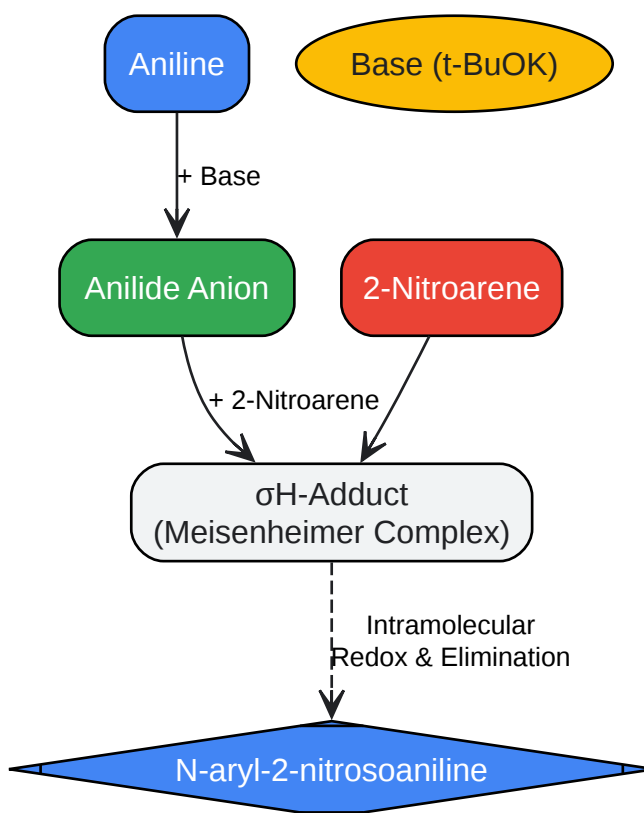 Aniline
Base (t-BuOK)
+ Base
Anilide Anion
2-Nitroarene
+ 2-Nitroarene
σH-Adduct
(Meisenheimer Complex)
Intramolecular
Redox & Elimination
N-aryl-2-nitrosoaniline